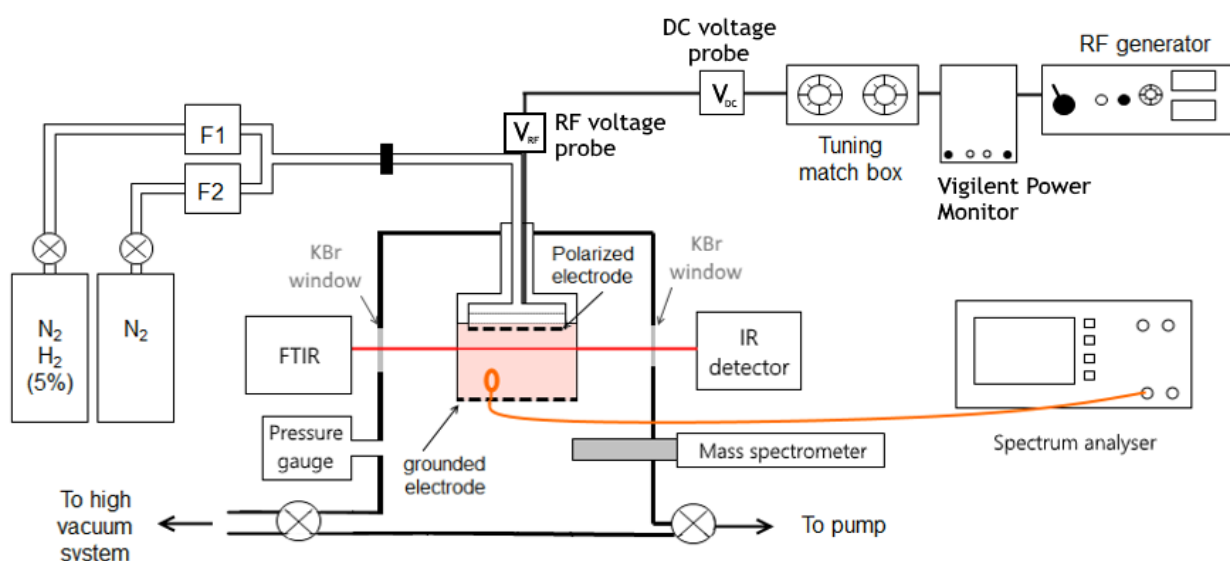 DC voltage
probe
RF generator
V_DC
F1
V_RF
RF voltage
probe
Tuning
match box
F2
Vigilent Power
Monitor
KBr
window
Polarized
electrode
KBr
window
N₂
H₂
(5%)
N₂
FTIR
IR
detector
Pressure
gauge
grounded
electrode
Mass spectrometer
Spectrum analyser
To high
vacuum
system
To pump